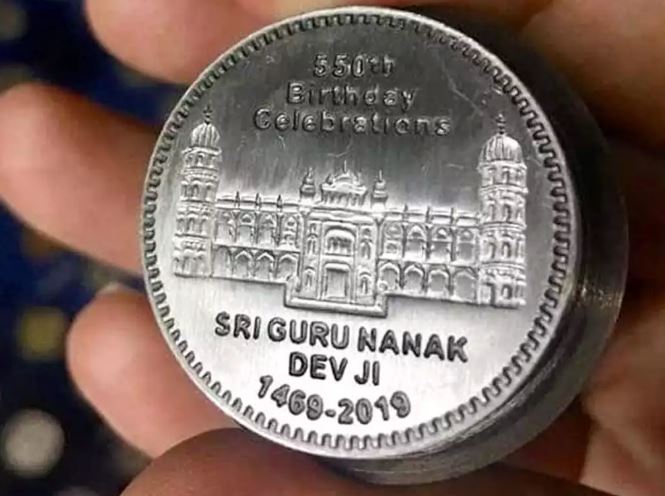 550th
Birthday
Celebrations
SRI GURU NANAK
DEV JI
1469-2019